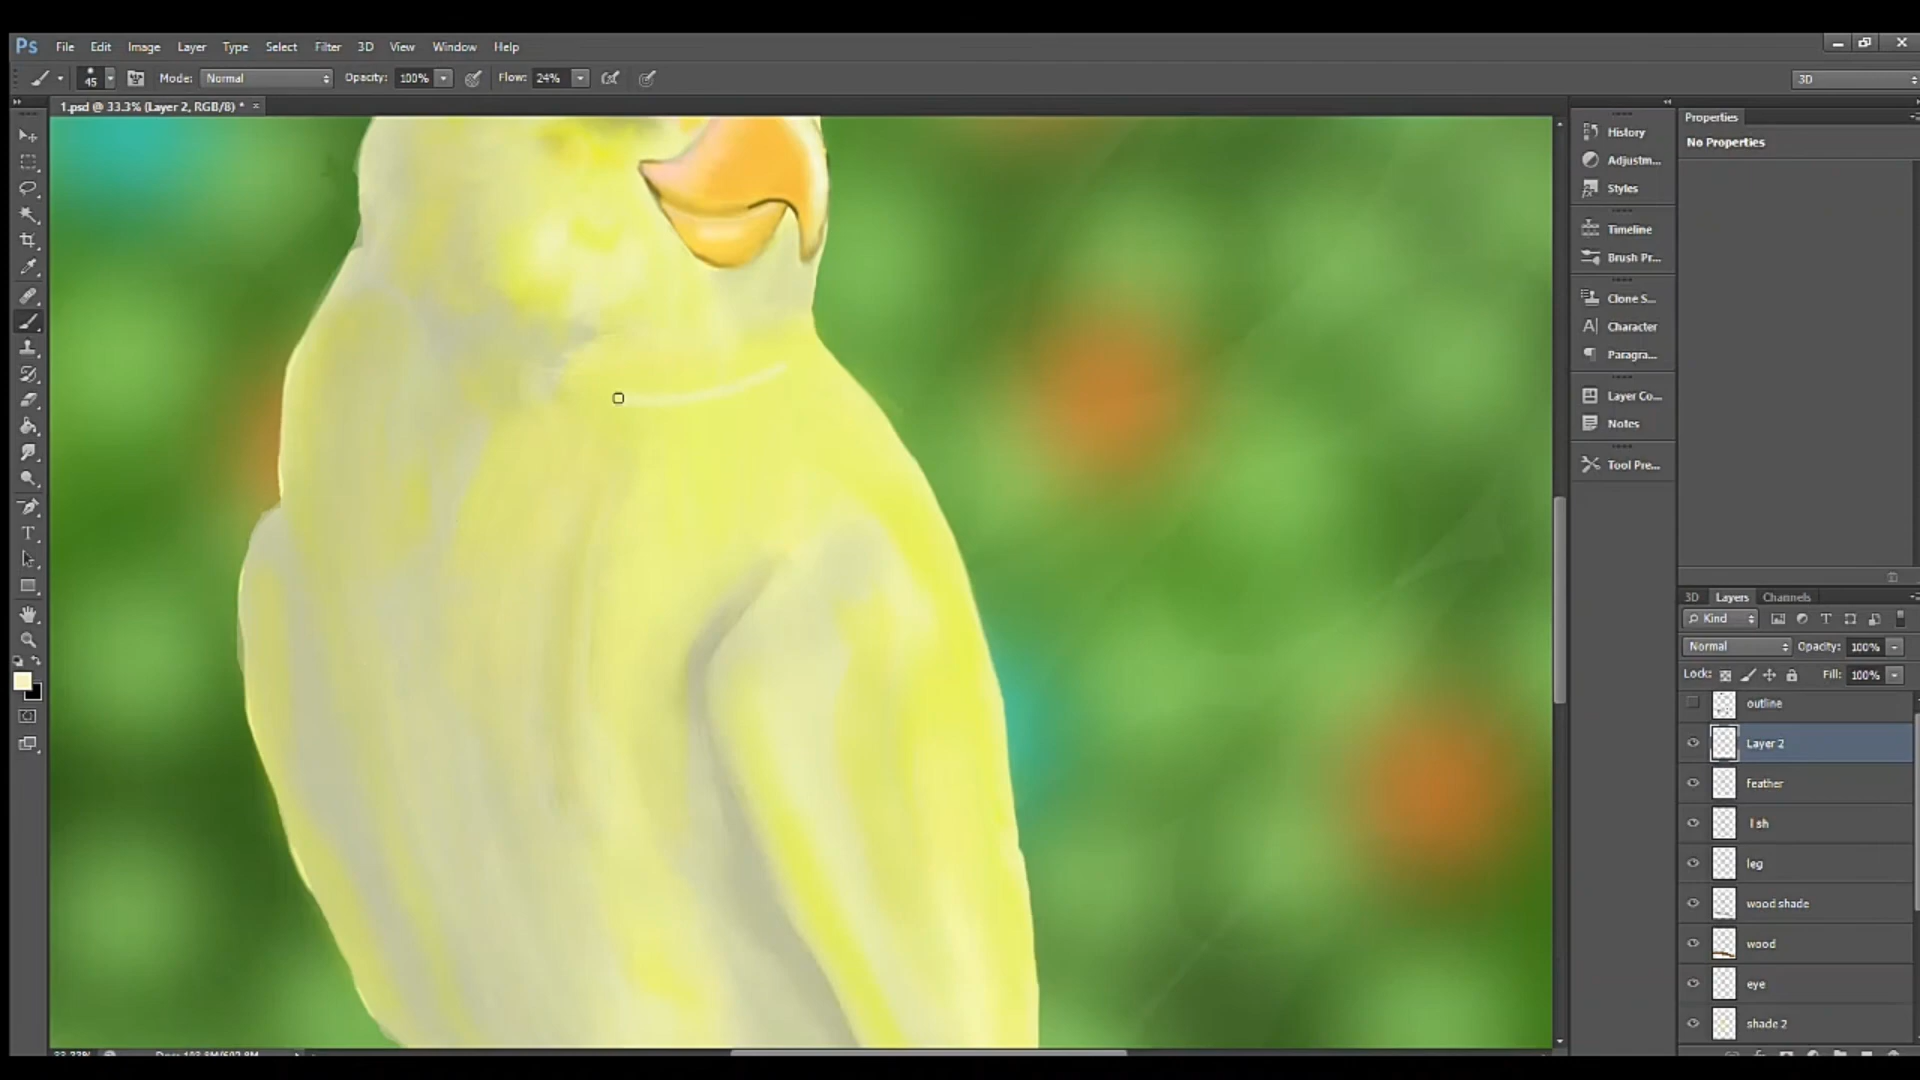 Ps File Edit Image Layer Type Select Filter 3D View Window Help
45 Mode: Normal Opacity: 100% Flow: 24% 3D
1.psd @ 33.3% (Layer 2, RGB/8) *
History
Adjustm...
Styles
Timeline
Brush Pr...
Clone S...
Character
Paragra...
Layer Co...
Notes
Tool Pre...
Properties
No Properties
3D Layers Channels
Kind
Normal Opacity: 100%
Lock: Fill: 100%
outline
Layer 2
feather
leg
wood shade
wood
eye
shade 2